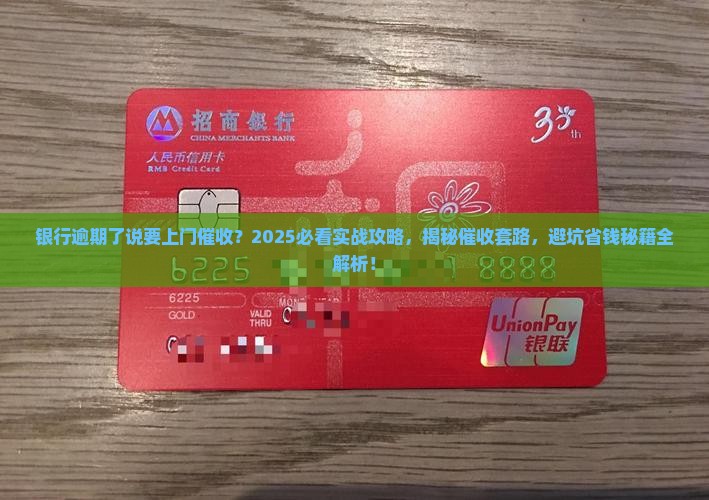 招商银行
CHINA MERCHANTS BANK
30th
人民币信用卡
RMB Credit Card
银行逾期了说要上门催收？2025必看实战攻略，揭秘催收套路，避坑省钱秘籍全
解析！
6225
8888
6225
MONTH/YEAR
GOLD
VALID
THRU
UnionPay
银联